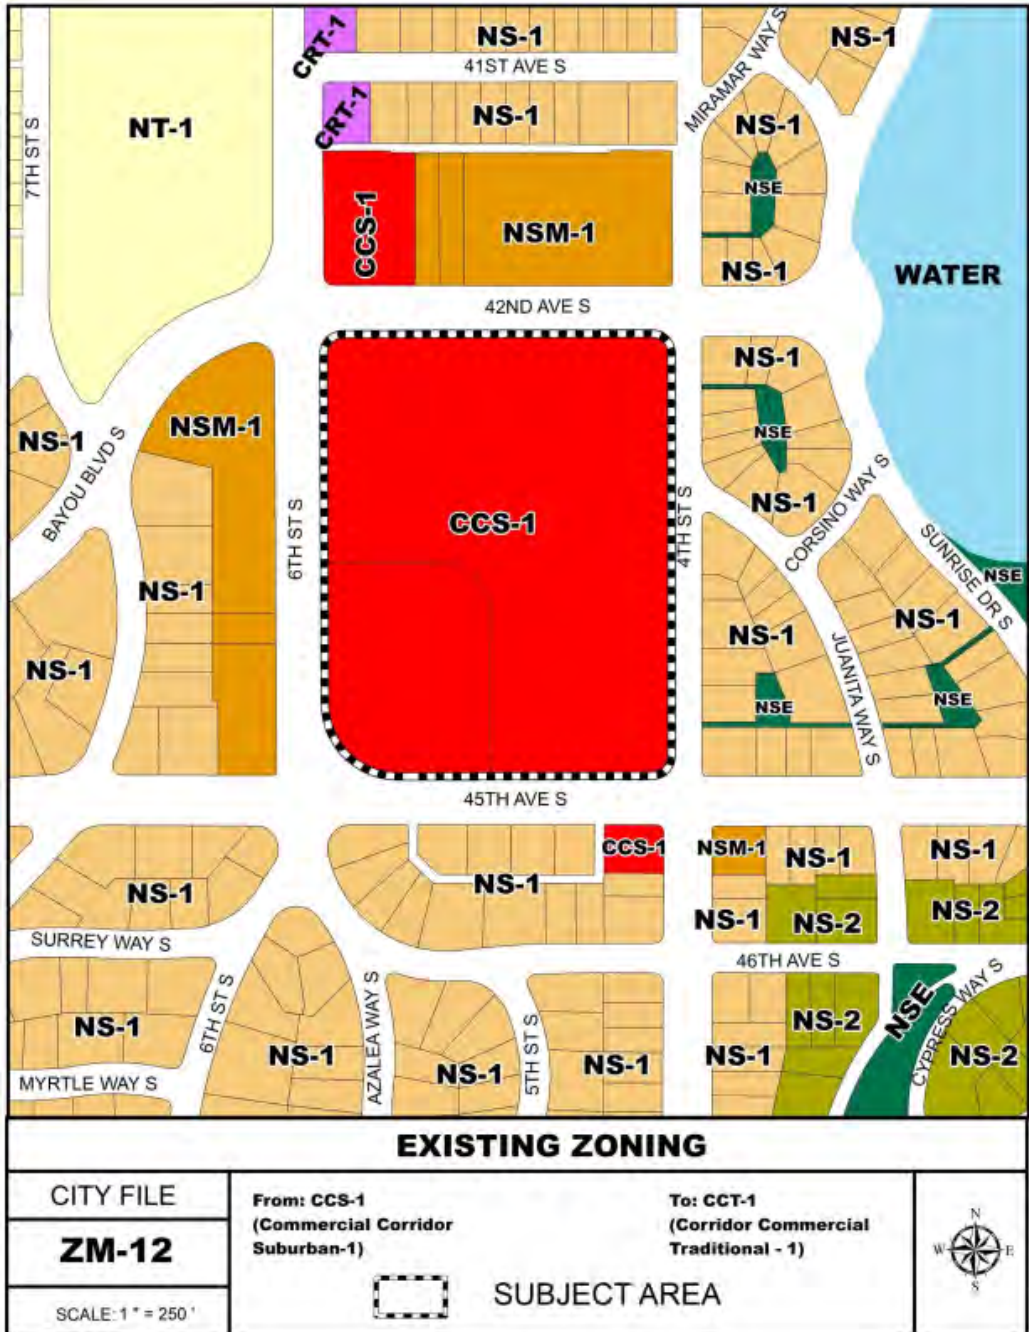 CRT-1
NS-1
MIRAMAR WAY S
NS-1
41ST AVE S
NT-1
7TH ST S
CRT-1
NS-1
NS-1
NSE
CCS-1
NSM-1
NS-1
WATER
42ND AVE S
NS-1
NS-1
NSM-1
NSE
BAYOU BLVD S
6TH ST S
CCS-1
4TH ST S
NS-1
CORSINO WAY S
SUNRISE DR S
NSE
NS-1
NS-1
NS-1
NS-1
JUANITA WAY S
NSE
NSE
45TH AVE S
CCS-1
NSM-1
NS-1
NS-1
NS-1
NS-1
NS-1
NS-2
NS-2
SURREY WAY S
46TH AVE S
6TH ST S
AZALEA WAY S
5TH ST S
NSE
CYPRESS WAY S
NS-1
NS-2
NS-1
NS-1
NS-1
NS-1
NS-2
MYRTLE WAY S
EXISTING ZONING
CITY FILE
ZM-12
SCALE: 1 " = 250 '
From: CCS-1
(Commercial Corridor
Suburban-1)
To: CCT-1
(Corridor Commercial
Traditional - 1)
SUBJECT AREA
N
W
E
S